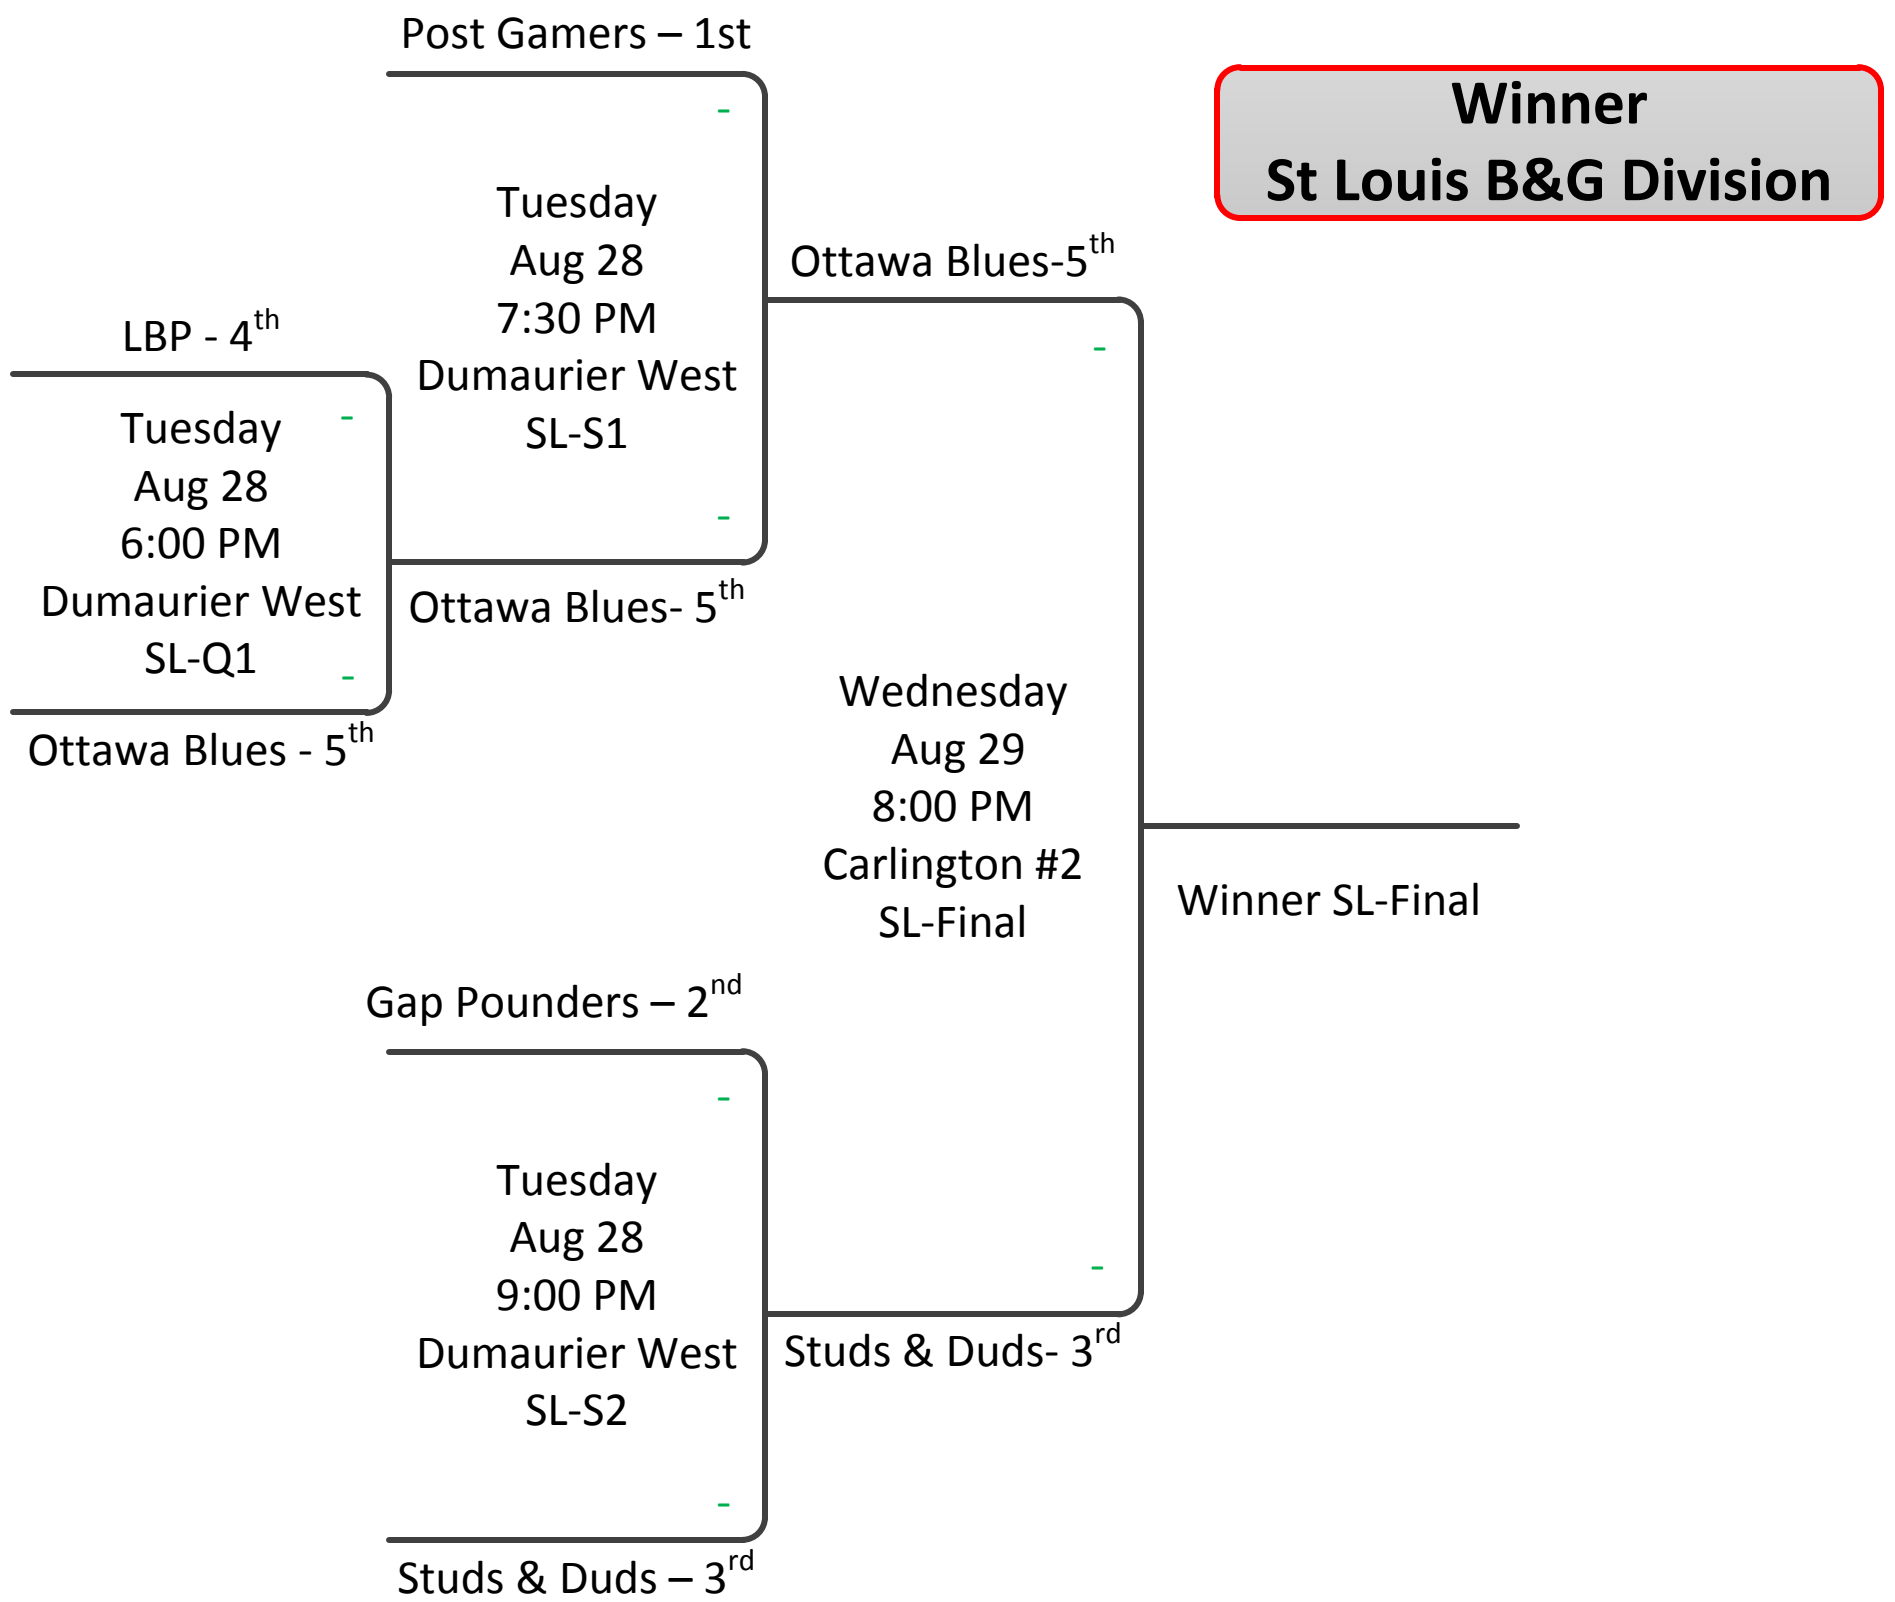 Post Gamers – 1st
-
Winner
St Louis B&G Division
Tuesday
Aug 28
7:30 PM
Dumaurier West
SL-S1
-
Ottawa Blues-5th
-
LBP - 4th
-
Tuesday
Aug 28
6:00 PM
Dumaurier West
SL-Q1
-
Ottawa Blues- 5th
Ottawa Blues - 5th
Wednesday
Aug 29
8:00 PM
Carlington #2
SL-Final
Winner SL-Final
Gap Pounders – 2nd
-
Tuesday
Aug 28
9:00 PM
Dumaurier West
SL-S2
-
-
Studs & Duds- 3rd
Studs & Duds – 3rd